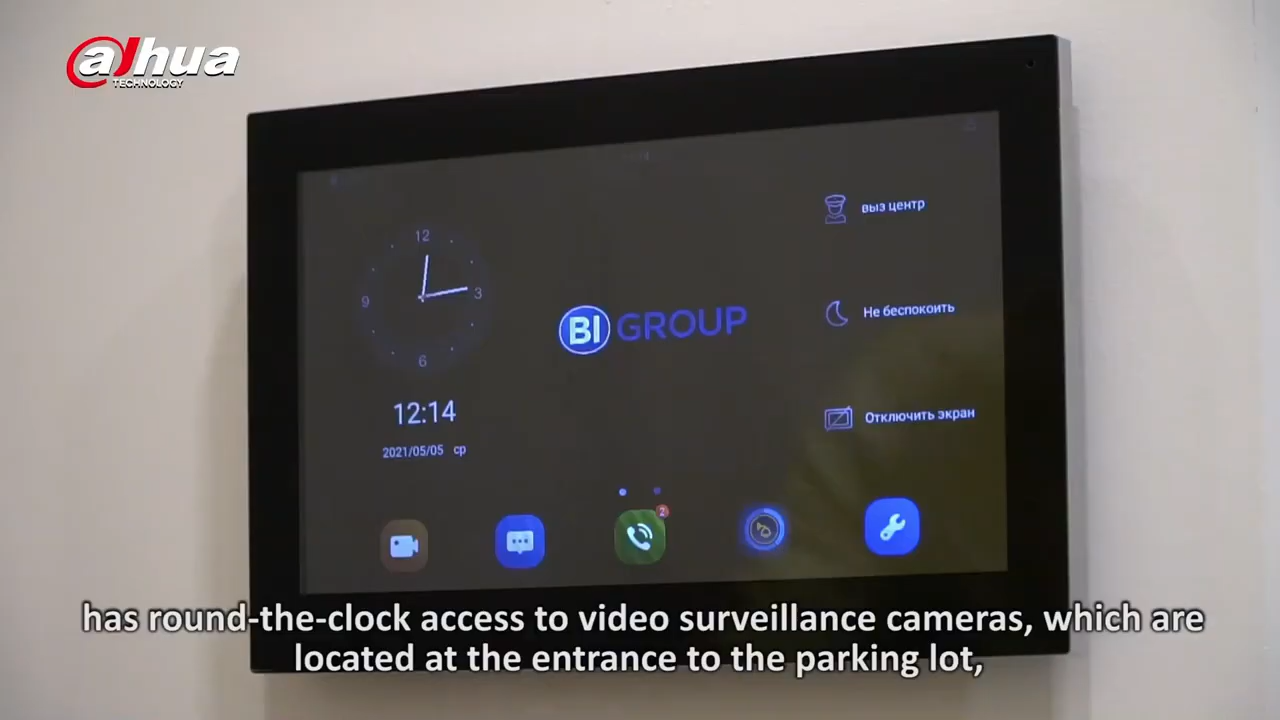 alhua
TECHNOLOGY
12
9
3
6
12:14
2021/05/05 ср
BI GROUP
выз центр
Не беспокоить
Отключить экран
2
has round-the-clock access to video surveillance cameras, which are
located at the entrance to the parking lot,